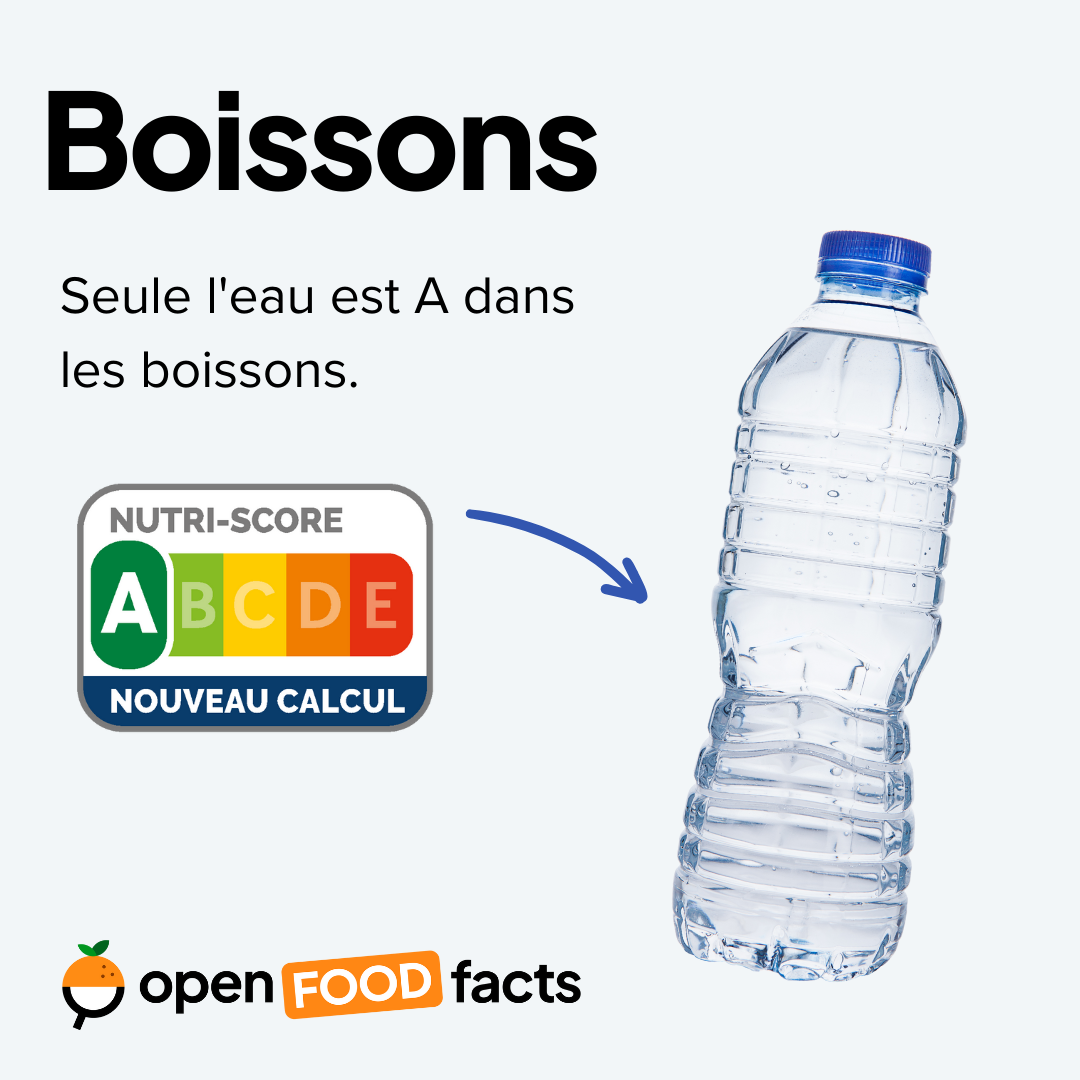 Boissons
Seule l'eau est A dans
les boissons.
NUTRI-SCORE
A B C D E
NOUVEAU CALCUL
open FOOD facts